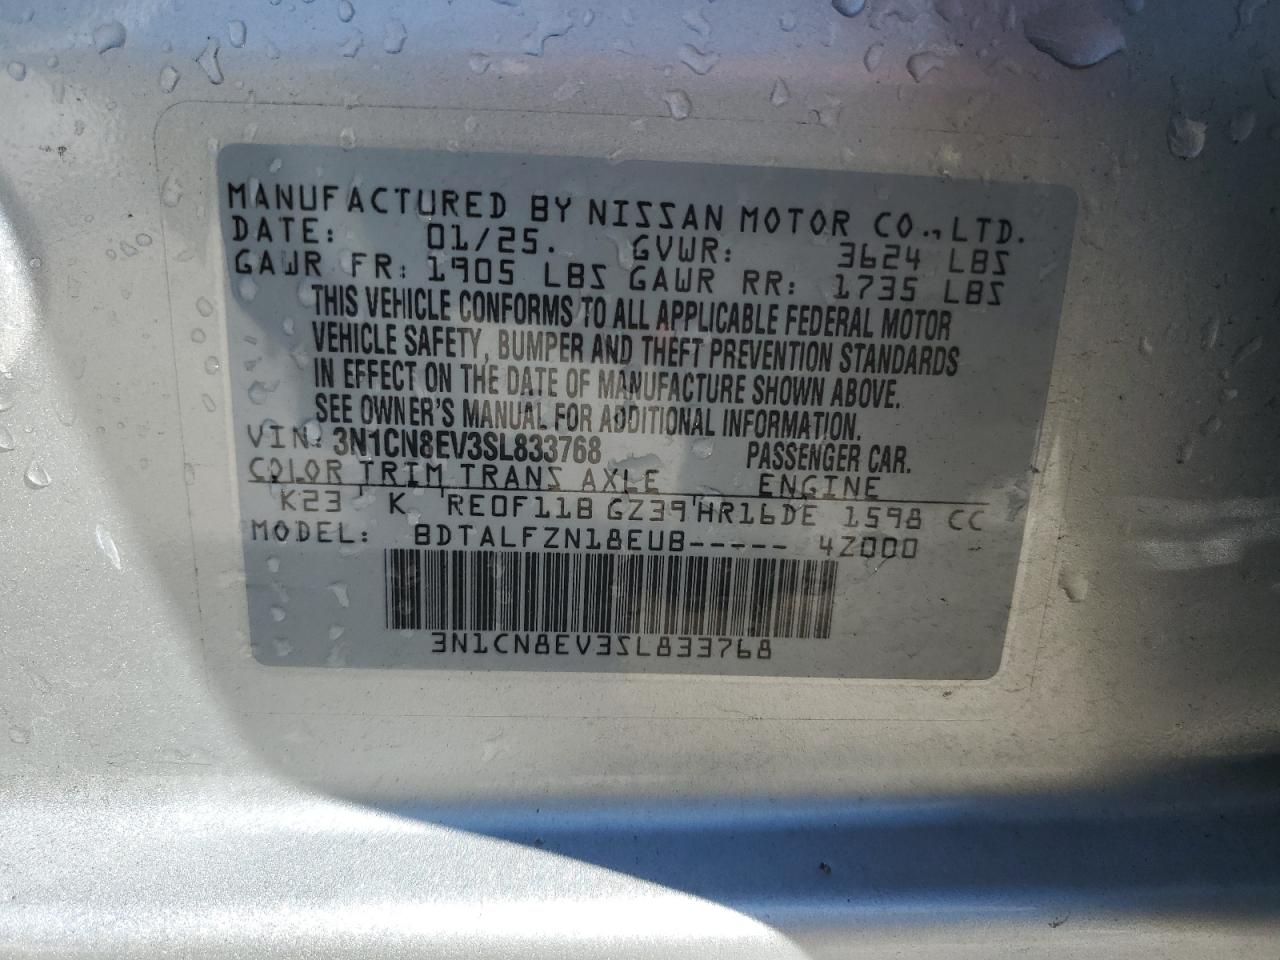 MANUFACTURED BY NISSAN MOTOR CO., LTD.
DATE: 01/25. GVWR: 3624 LBS
GAWR FR: 1905 LBS GAWR RR: 1735 LBS
THIS VEHICLE CONFORMS TO ALL APPLICABLE FEDERAL MOTOR
VEHICLE SAFETY, BUMPER AND THEFT PREVENTION STANDARDS
IN EFFECT ON THE DATE OF MANUFACTURE SHOWN ABOVE.
SEE OWNER'S MANUAL FOR ADDITIONAL INFORMATION.
VIN: 3N1CN8EV3SL833768 PASSENGER CAR.
COLOR TRIM TRANS AXLE ENGINE
K23 K RE0F11B GZ39 HR16DE 1598 CC
MODEL: BDTALFZN18EUB----- 4Z000
3N1CN8EV3SL833768